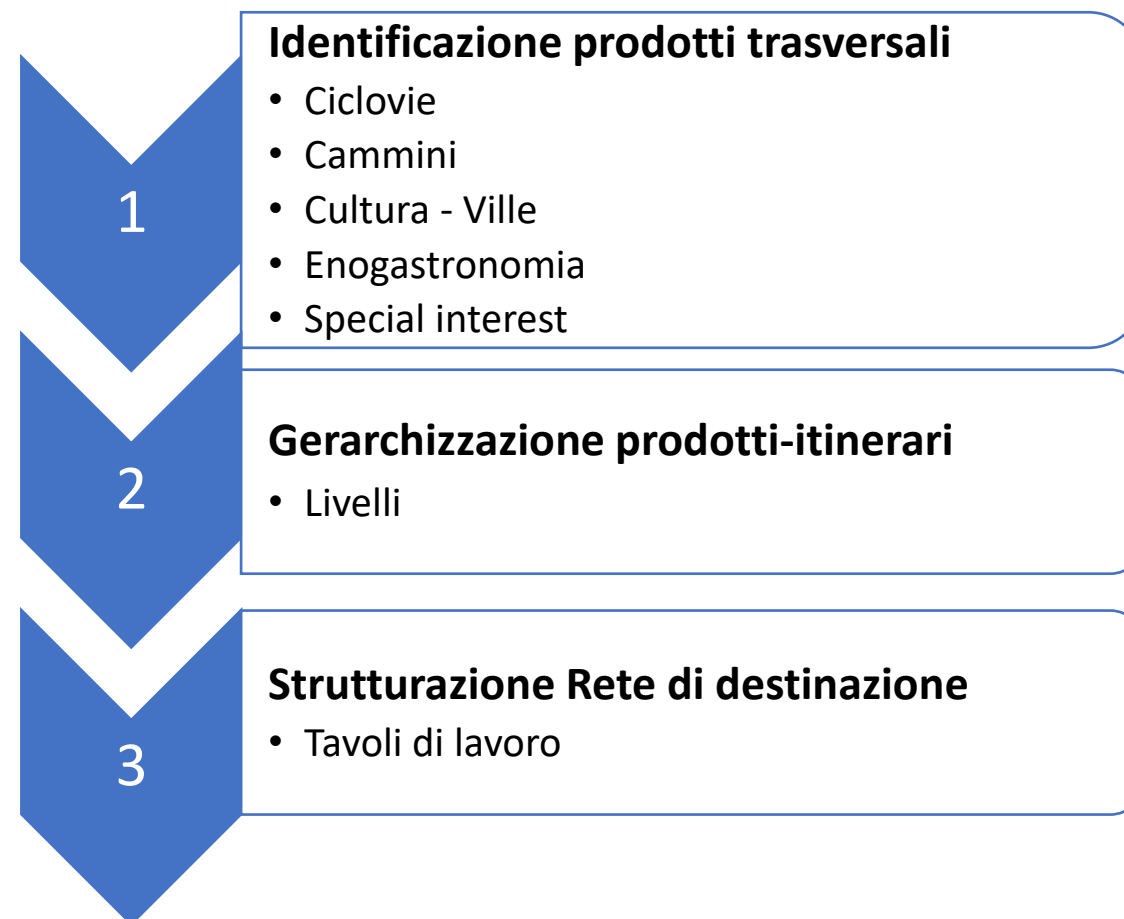 1
Identificazione prodotti trasversali
• Ciclovie
• Cammini
• Cultura - Ville
• Enogastronomia
• Special interest
2
Gerarchizzazione prodotti-itinerari
• Livelli
3
Strutturazione Rete di destinazione
• Tavoli di lavoro